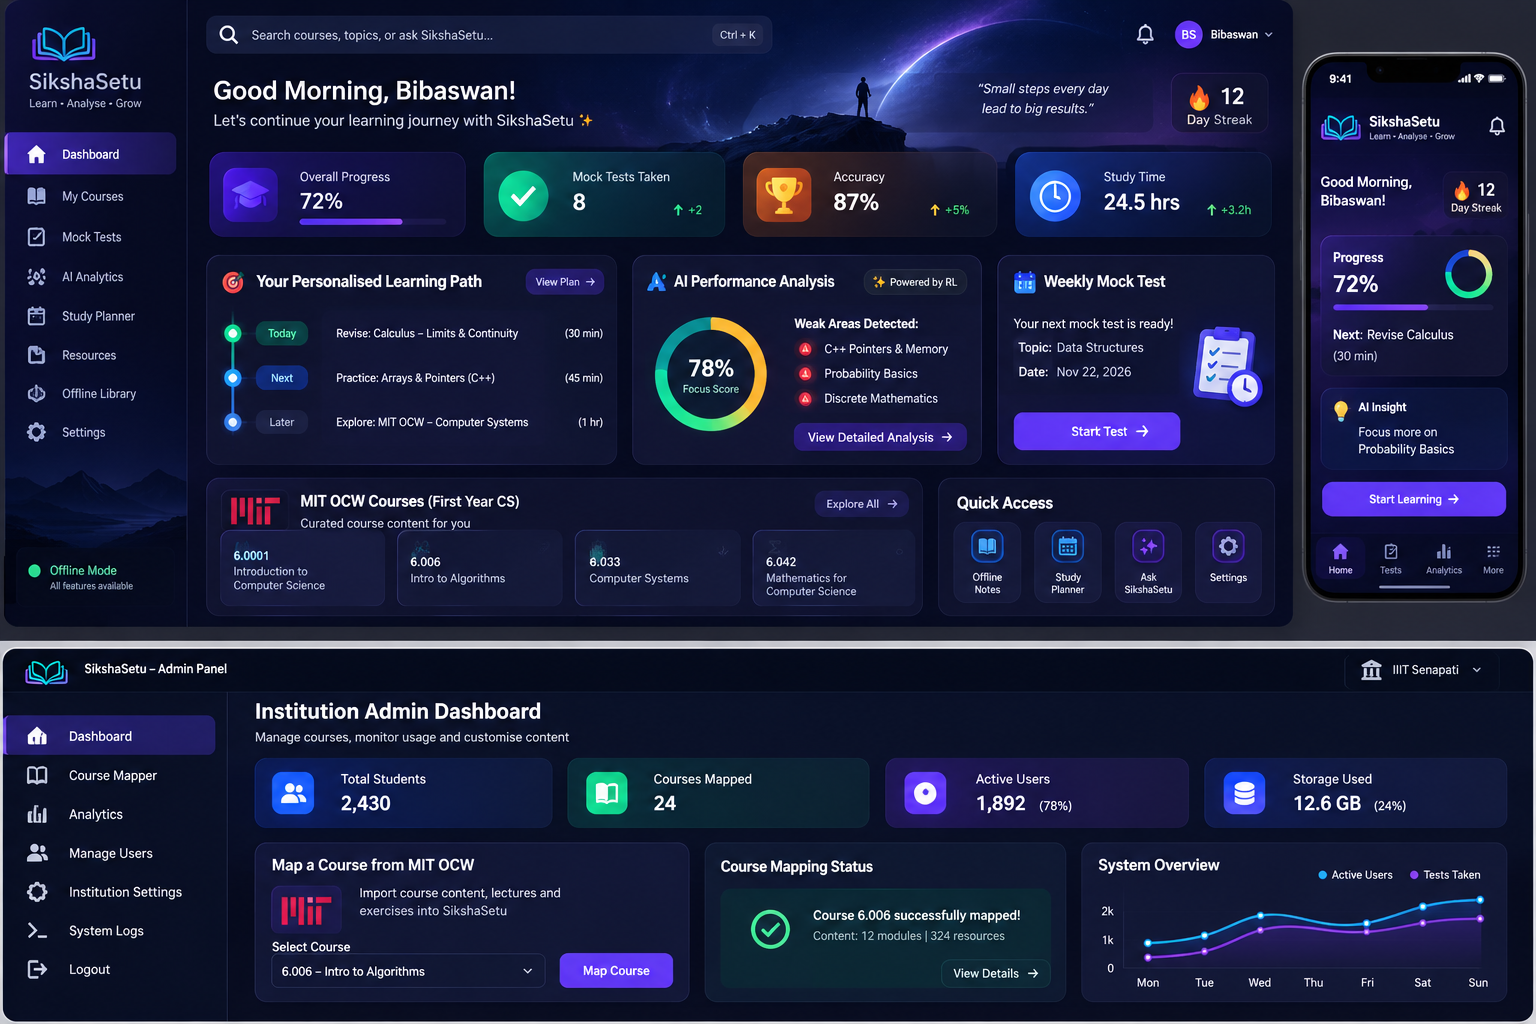 SikshaSetu
Learn • Analyse • Grow
Dashboard
My Courses
Mock Tests
AI Analytics
Study Planner
Resources
Offline Library
Settings
Offline Mode
All features available
Search courses, topics, or ask SikshaSetu...
Ctrl + K
BS
Bibaswan
Good Morning, Bibaswan!
Let's continue your learning journey with SikshaSetu ✨
“Small steps every day
lead to big results.”
12
Day Streak
Overall Progress
72%
Mock Tests Taken
8
↑ +2
Accuracy
87%
↑ +5%
Study Time
24.5 hrs
↑ +3.2h
Your Personalised Learning Path
View Plan →
Today
Revise: Calculus – Limits & Continuity
(30 min)
Next
Practice: Arrays & Pointers (C++)
(45 min)
Later
Explore: MIT OCW – Computer Systems
(1 hr)
AI Performance Analysis
✨ Powered by RL
78%
Focus Score
Weak Areas Detected:
C++ Pointers & Memory
Probability Basics
Discrete Mathematics
View Detailed Analysis →
Weekly Mock Test
Your next mock test is ready!
Topic: Data Structures
Date: Nov 22, 2026
Start Test →
MIT
MIT OCW Courses (First Year CS)
Curated course content for you
Explore All →
6.0001
Introduction to
Computer Science
6.006
Intro to Algorithms
6.033
Computer Systems
6.042
Mathematics for
Computer Science
Quick Access
Offline
Notes
Study
Planner
Ask
SikshaSetu
Settings
9:41
SikshaSetu
Learn • Analyse • Grow
Good Morning,
Bibaswan!
12
Day Streak
Progress
72%
Next: Revise Calculus
(30 min)
AI Insight
Focus more on
Probability Basics
Start Learning →
Home
Tests
Analytics
More
SikshaSetu – Admin Panel
IIIT Senapati
Dashboard
Course Mapper
Analytics
Manage Users
Institution Settings
System Logs
Logout
Institution Admin Dashboard
Manage courses, monitor usage and customise content
Total Students
2,430
Courses Mapped
24
Active Users
1,892 (78%)
Storage Used
12.6 GB (24%)
Map a Course from MIT OCW
MIT
Import course content, lectures and
exercises into SikshaSetu
Select Course
6.006 – Intro to Algorithms
Map Course
Course Mapping Status
Course 6.006 successfully mapped!
Content: 12 modules | 324 resources
View Details →
System Overview
Active Users
Tests Taken
2k
1k
0
Mon
Tue
Wed
Thu
Fri
Sat
Sun